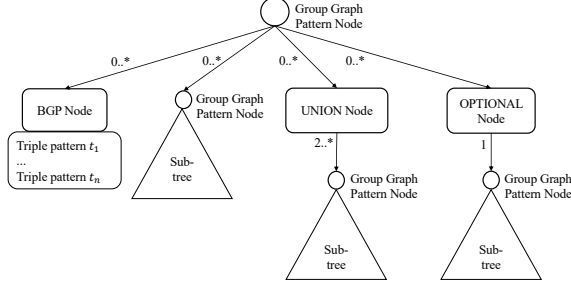 Group Graph
Pattern Node
0..*
0..*
0..*
0..*
BGP Node
Triple pattern t1
...
Triple pattern tn
Group Graph
Pattern Node
Sub-
tree
UNION Node
2..*
Group Graph
Pattern Node
Sub-
tree
OPTIONAL
Node
1
Group Graph
Pattern Node
Sub-
tree